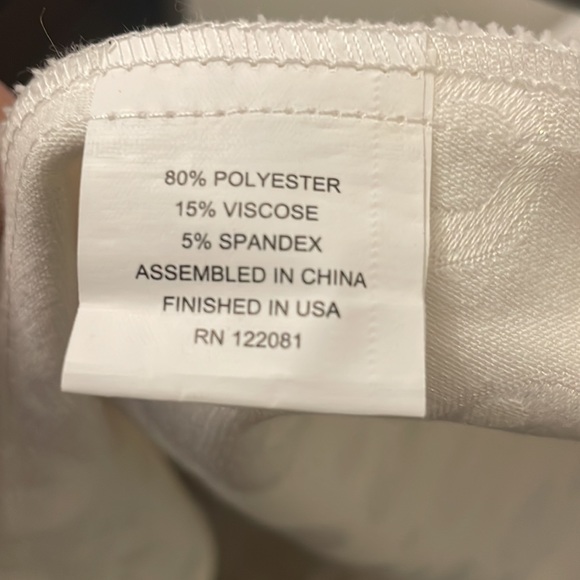 80% POLYESTER
15% VISCOSE
5% SPANDEX
ASSEMBLED IN CHINA
FINISHED IN USA
RN 122081